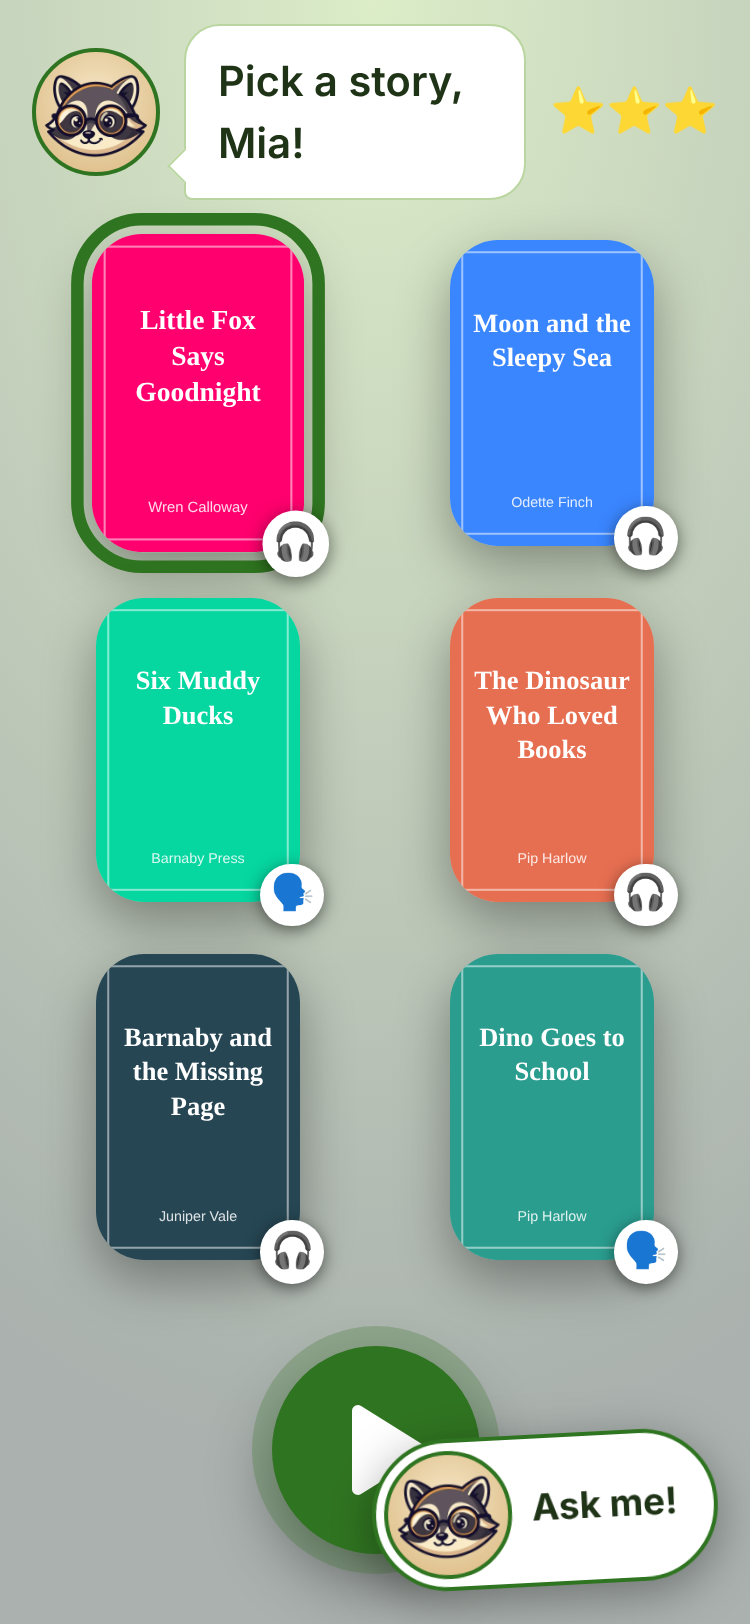 Pick a story,
Mia!
Little Fox
Says
Goodnight
Wren Calloway
Moon and the
Sleepy Sea
Odette Finch
Six Muddy
Ducks
Barnaby Press
The Dinosaur
Who Loved
Books
Pip Harlow
Barnaby and
the Missing
Page
Juniper Vale
Dino Goes to
School
Pip Harlow
Ask me!